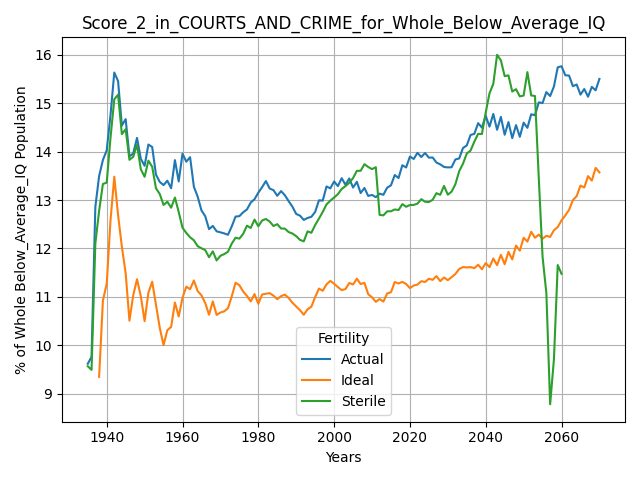 Score_2_in_COURTS_AND_CRIME_for_Whole_Below_Average_IQ
% of Whole Below_Average_IQ Population
16
15
14
13
12
11
10
9
Fertility
Actual
Ideal
Sterile
1940 1960 1980 2000 2020 2040 2060
Years